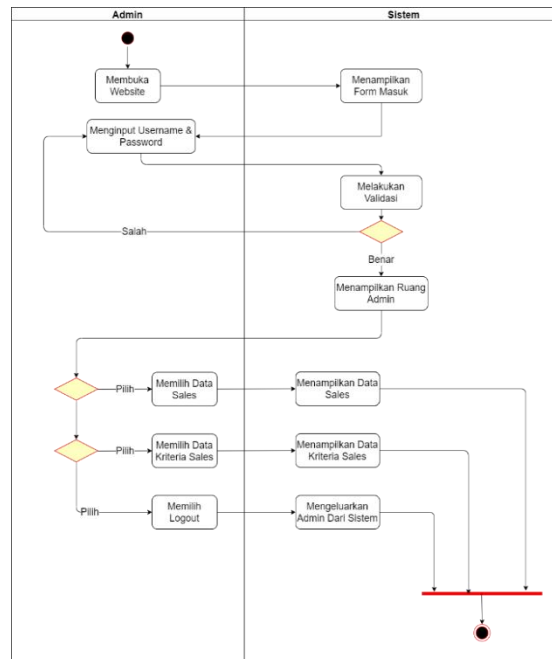 Admin
Sistem
Membuka
Website
Menampilkan
Form Masuk
Menginput Username &
Password
Melakukan
Validasi
Salah
Benar
Menampilkan Ruang
Admin
Pilih
Memilih Data
Sales
Menampilkan Data
Sales
Pilih
Memilih Data
Kriteria Sales
Menampilkan Data
Kriteria Sales
Pilih
Memilih
Logout
Mengeluarkan
Admin Dari Sistem